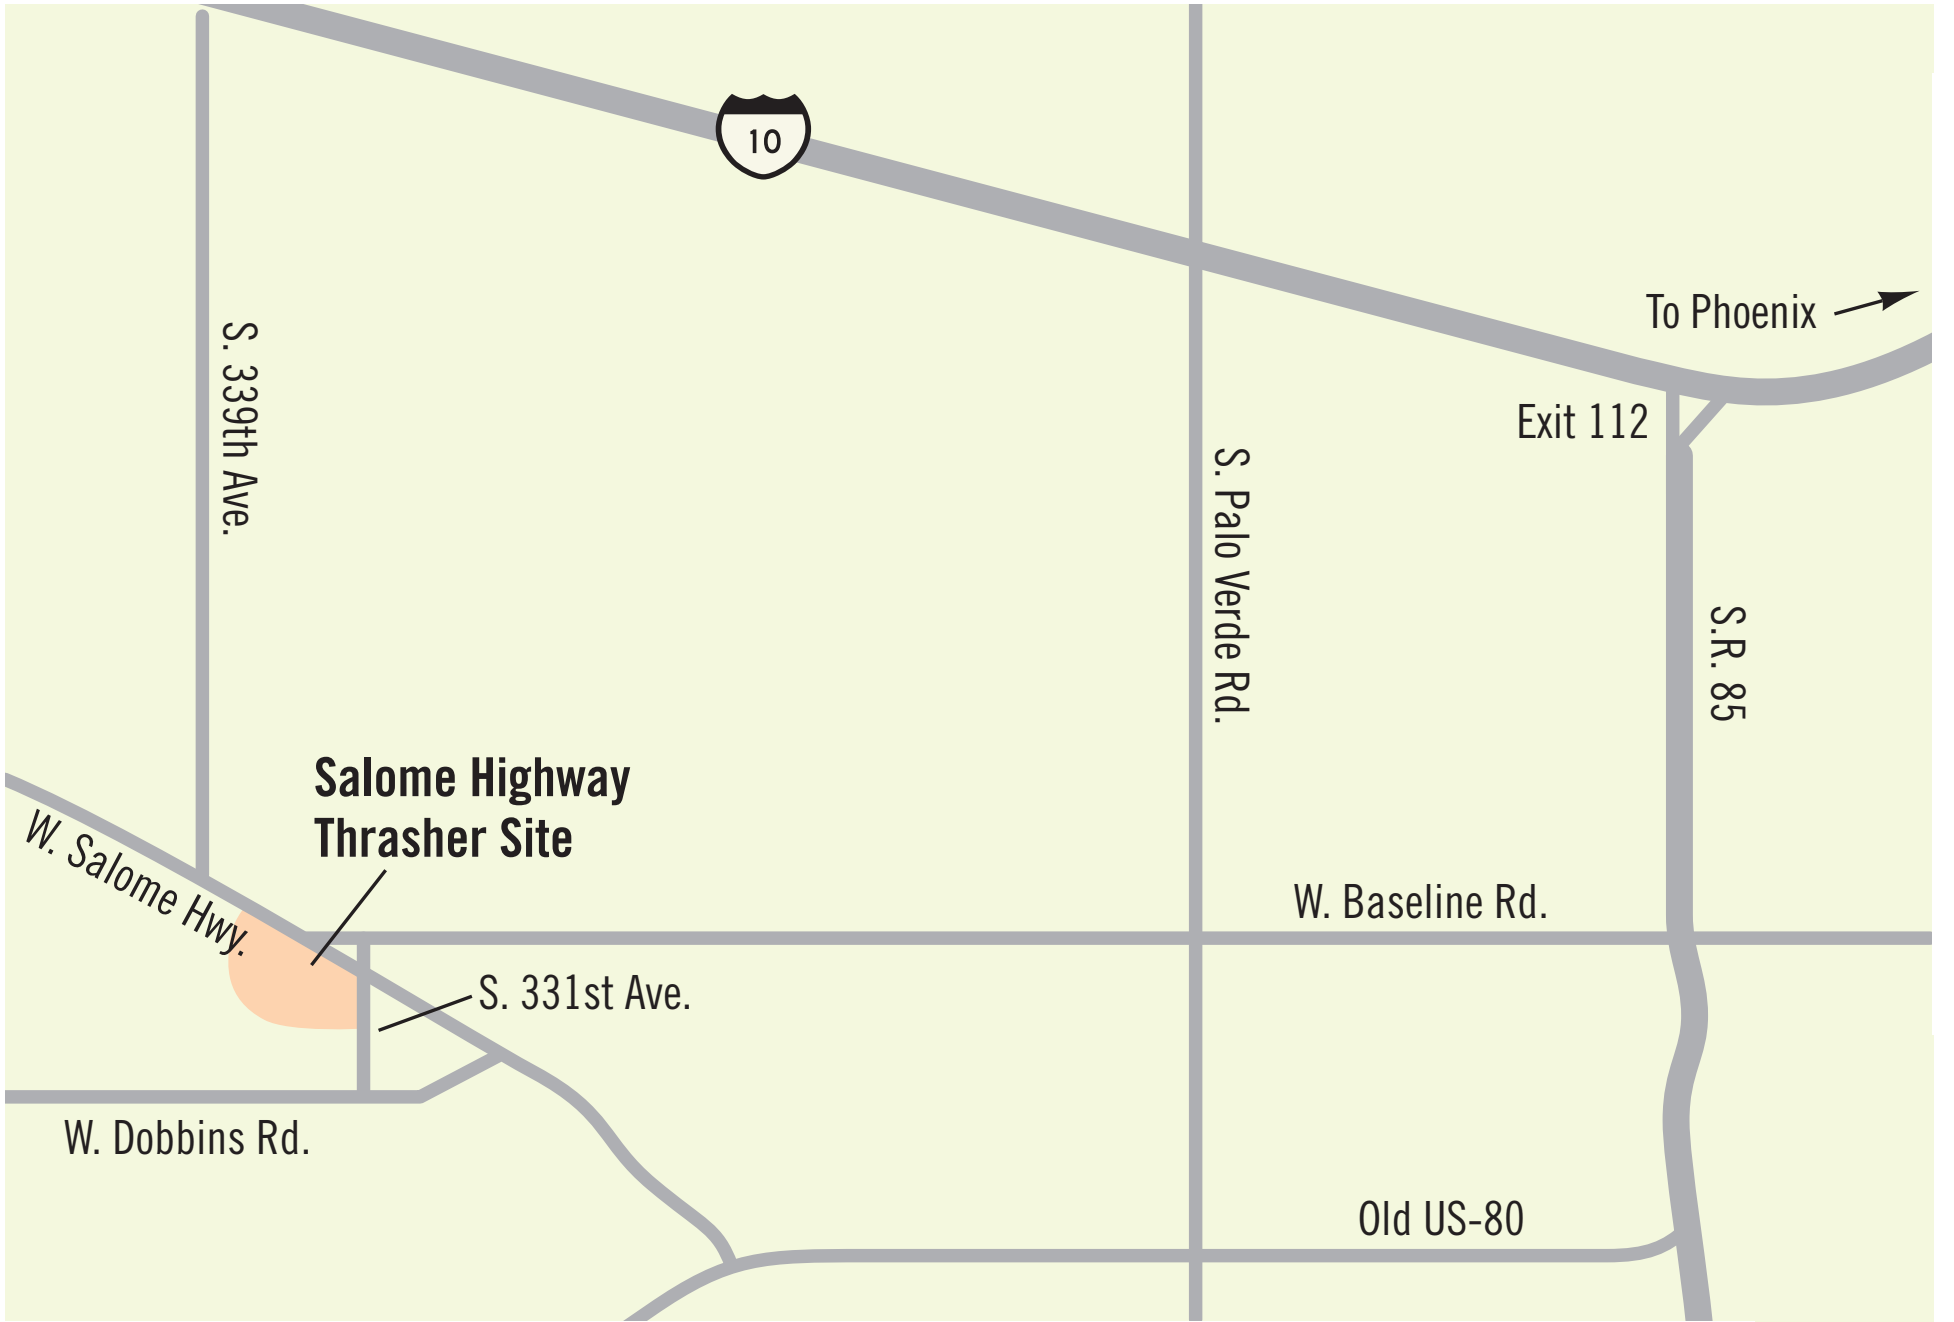 10
To Phoenix
Exit 112
S. 339th Ave.
S. Palo Verde Rd.
S.R. 85
Salome Highway
Thrasher Site
W. Salome Hwy.
W. Baseline Rd.
S. 331st Ave.
W. Dobbins Rd.
Old US-80